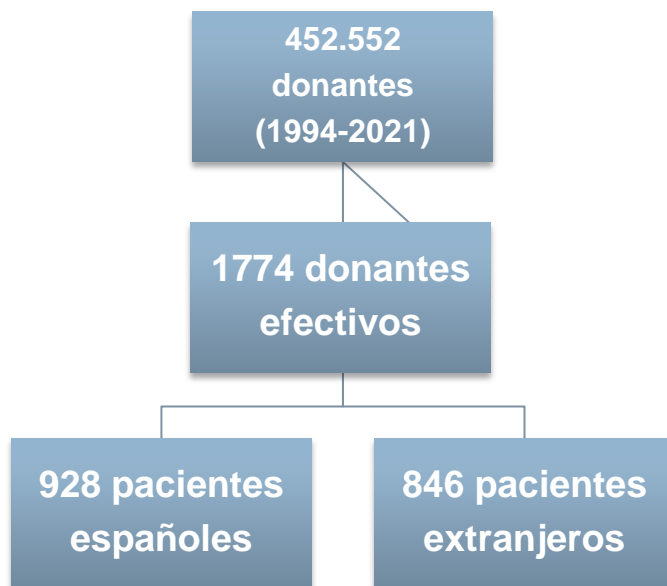 452.552
donantes
(1994-2021)
1774 donantes
efectivos
928 pacientes
españoles
846 pacientes
extranjeros